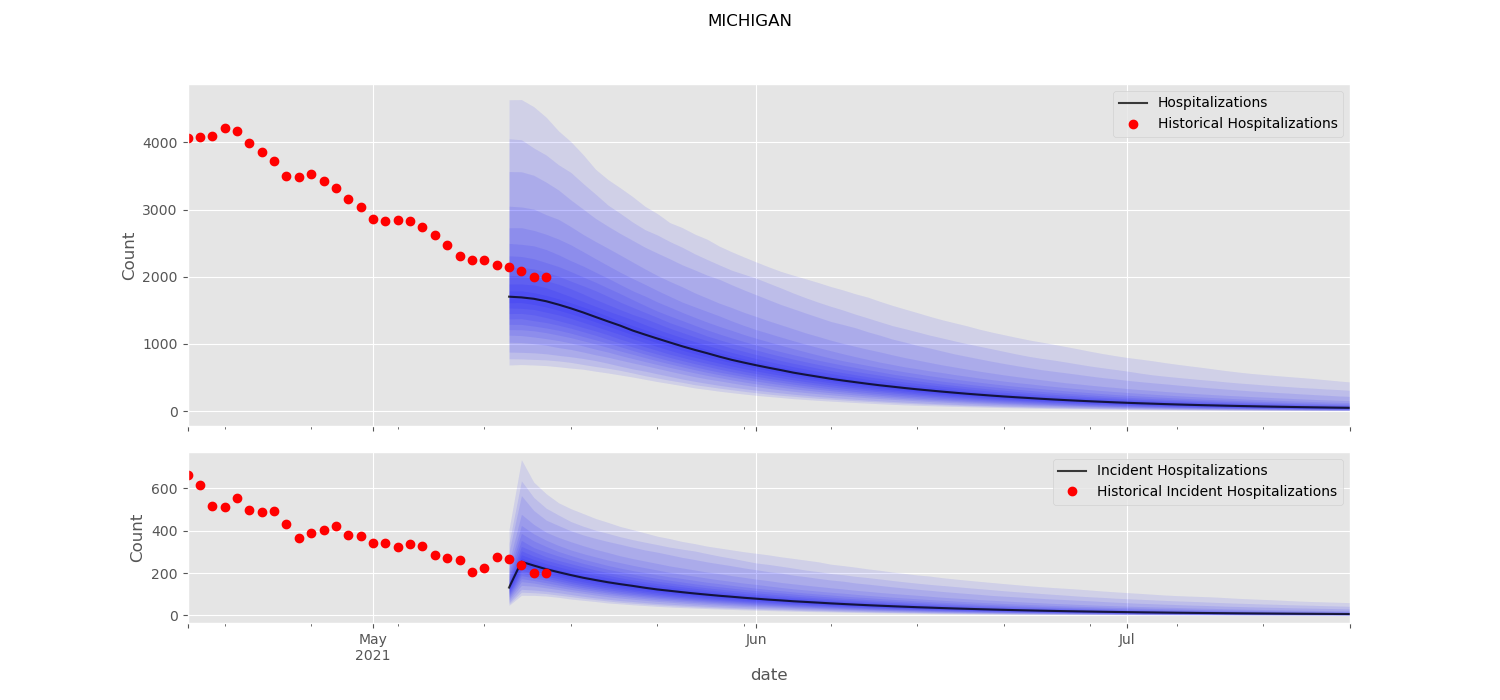 MICHIGAN
Hospitalizations
Historical Hospitalizations
4000
3000
2000
1000
0
Count
Incident Hospitalizations
Historical Incident Hospitalizations
600
400
200
0
Count
May
2021
Jun
Jul
date